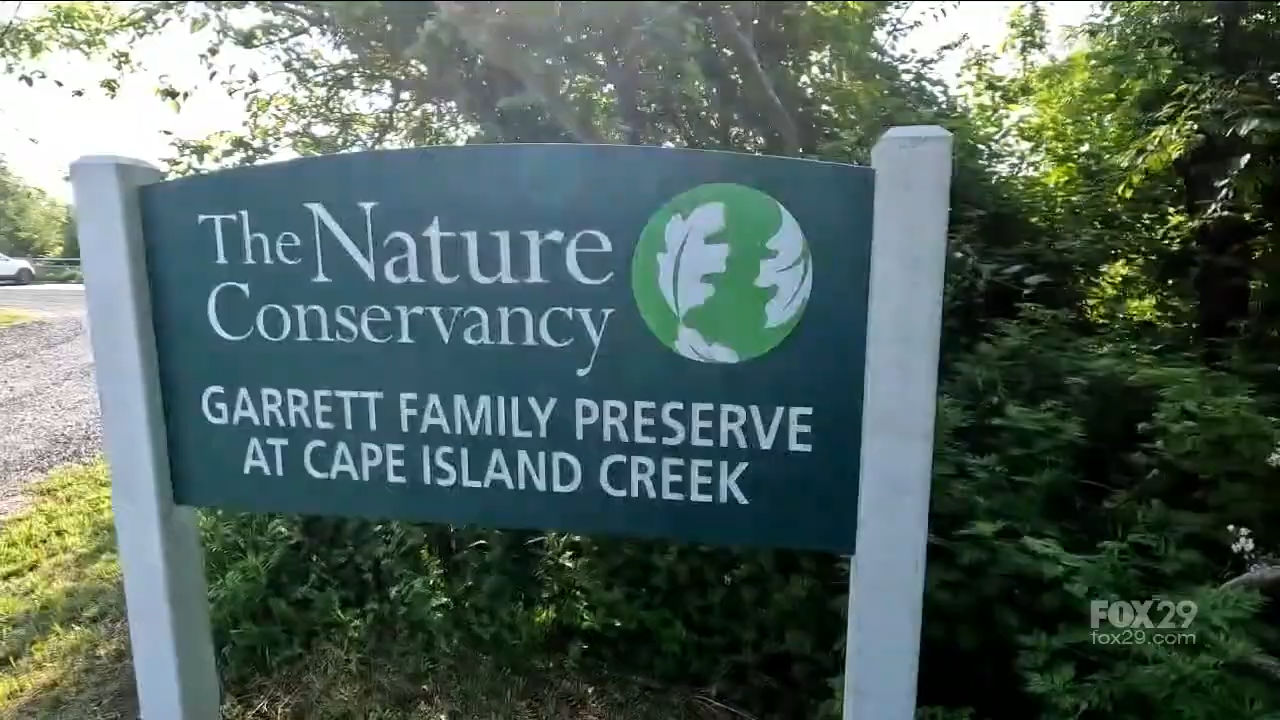 The Nature
Conservancy
GARRETT FAMILY PRESERVE
AT CAPE ISLAND CREEK
FOX29
fox29.com